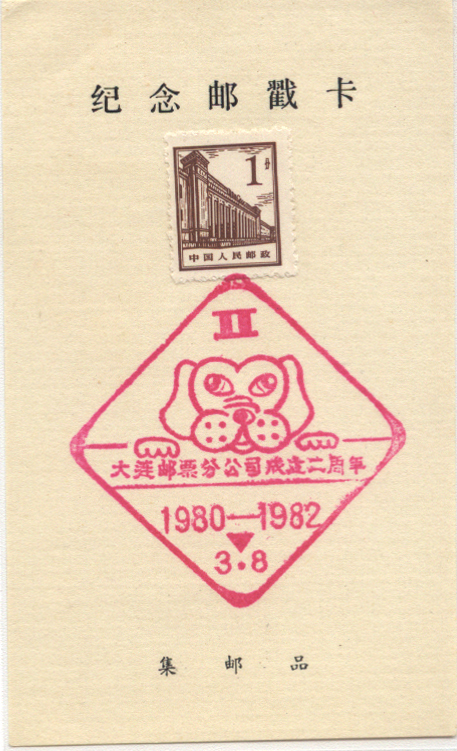 纪念邮戳卡
1分
中国人民邮政
II
大连邮票分公司成立二周年
1980—1982
3.8
集邮品